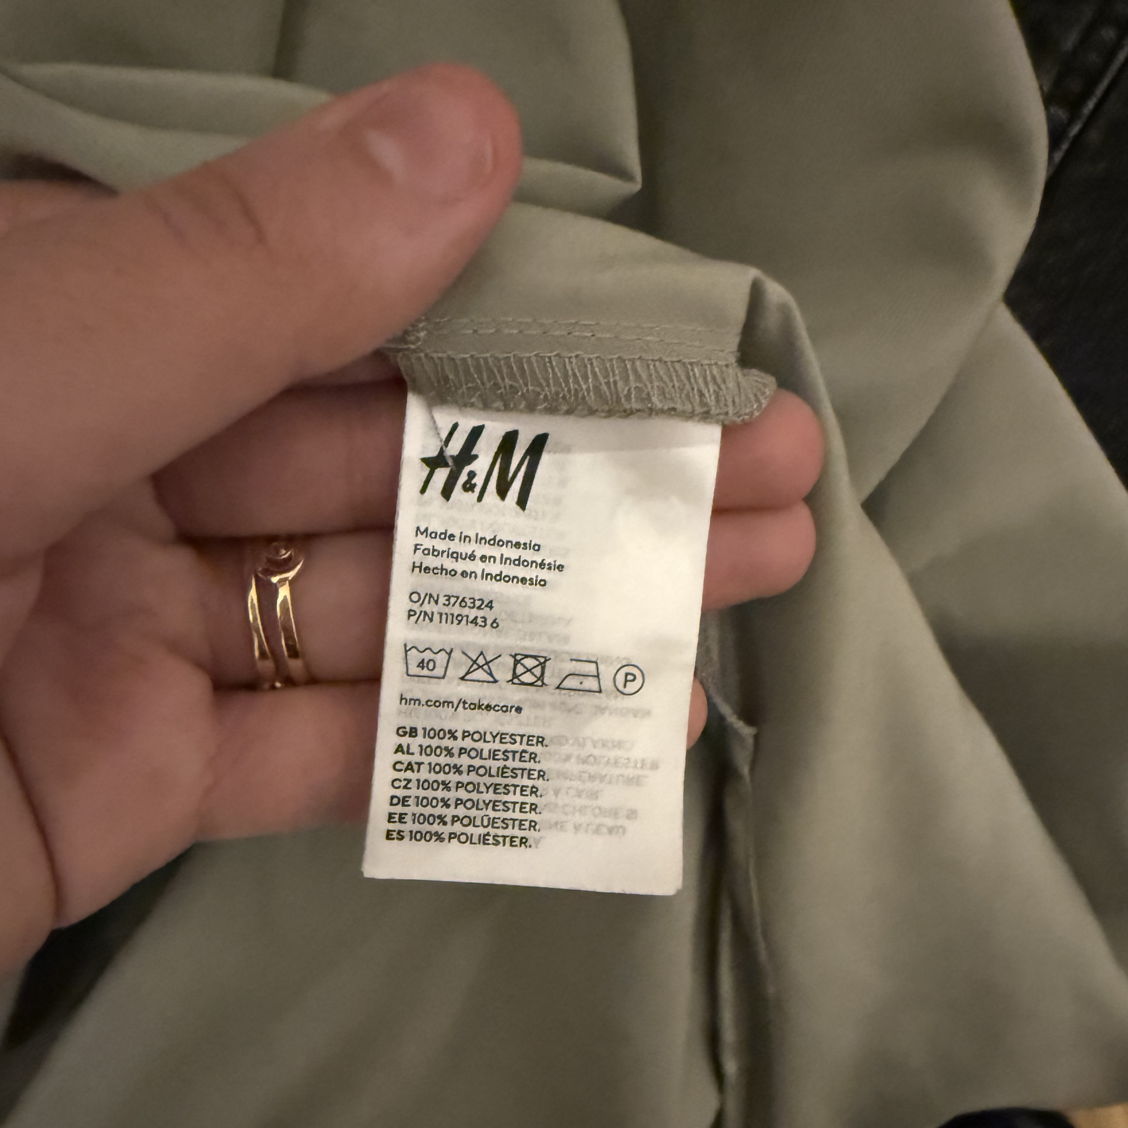 H&M
Made in Indonesia
Fabriqué en Indonésie
Hecho en Indonesia
O/N 376324
P/N 1119143 6
40
P
hm.com/takecare
GB 100% POLYESTER.
AL 100% POLIESTËR.
CAT 100% POLIÈSTER.
CZ 100% POLYESTER.
DE 100% POLYESTER.
EE 100% POLÜESTER.
ES 100% POLIÉSTER.